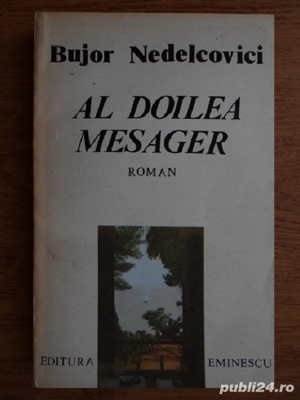 Bujor Nedelcovici
AL DOILEA
MESAGER
ROMAN
EDITURA EMINESCU
publi24.ro